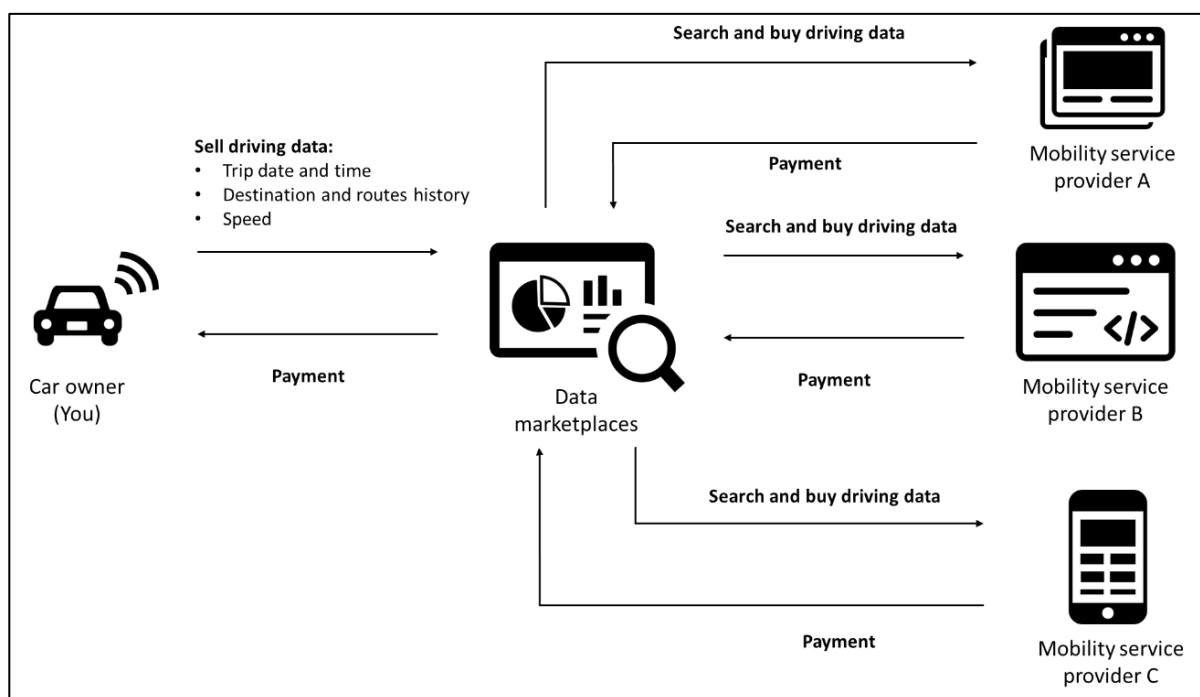 Search and buy driving data
Sell driving data:
• Trip date and time
• Destination and routes history
• Speed
Payment
Mobility service
provider A
Search and buy driving data
Payment
Car owner
(You)
Data
marketplaces
Payment
</>
Mobility service
provider B
Search and buy driving data
Payment
Mobility service
provider C